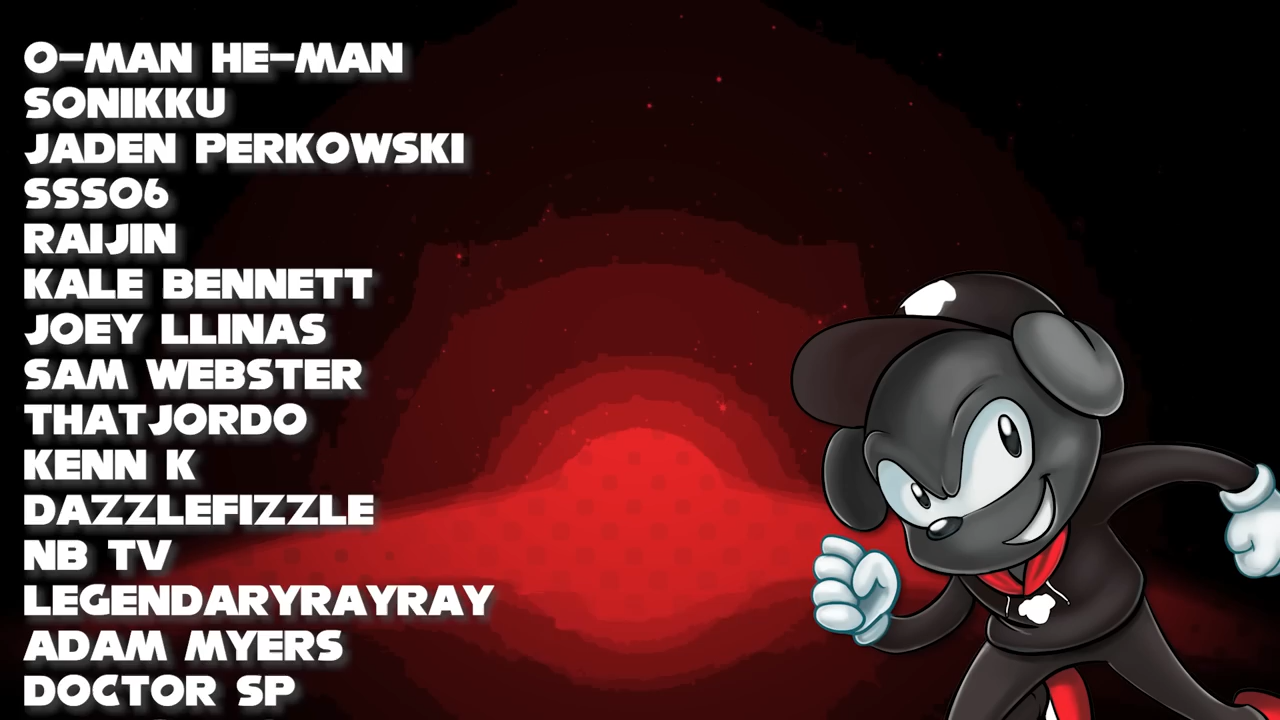 O-MAN HE-MAN
SONIKKU
JADEN PERKOWSKI
SSS06
RAIJIN
KALE BENNETT
JOEY LLINAS
SAM WEBSTER
THATJORDO
KENN K
DAZZLEFIZZLE
NB TV
LEGENDARYRAYRAY
ADAM MYERS
DOCTOR SP